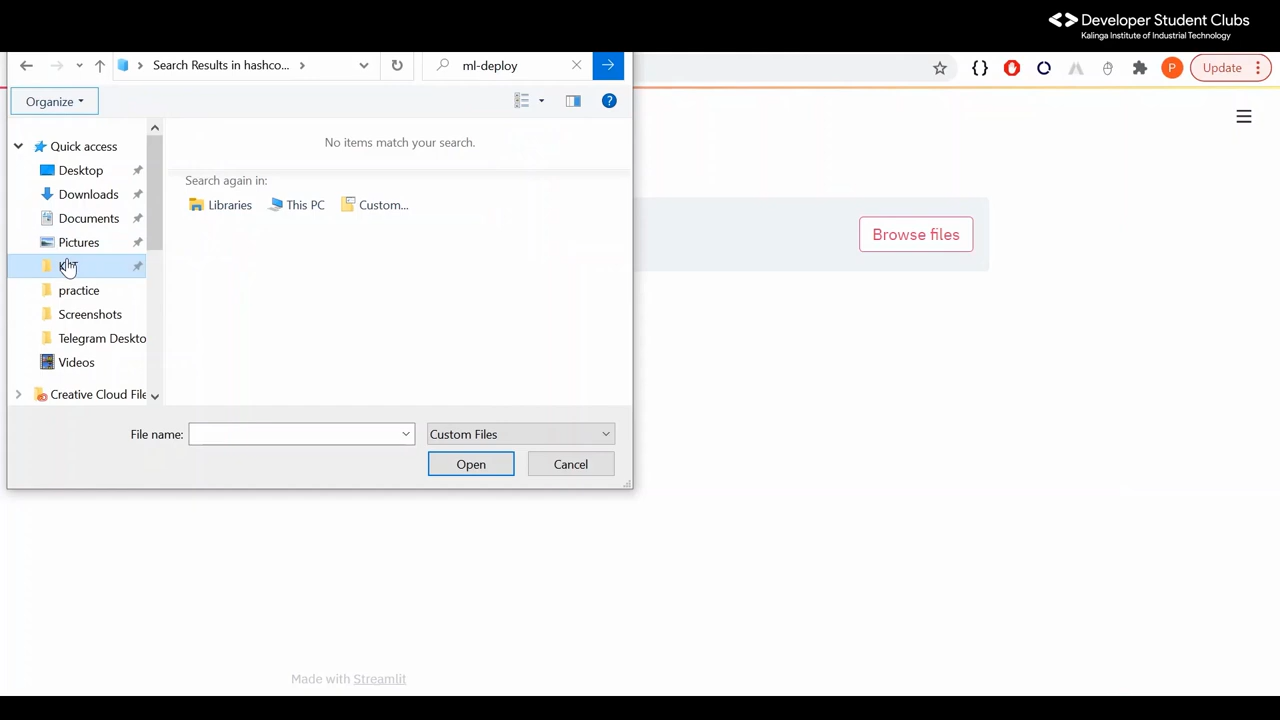 Developer Student Clubs
Kalinga Institute of Industrial Technology
Search Results in hashco...
ml-deploy
Update
Organize
No items match your search.
Quick access
Search again in:
Desktop
Libraries
This PC
Custom...
Downloads
Documents
Browse files
Pictures
practice
Screenshots
Telegram Deskto
Videos
Creative Cloud File
File name:
Custom Files
Open
Cancel
Made with Streamlit